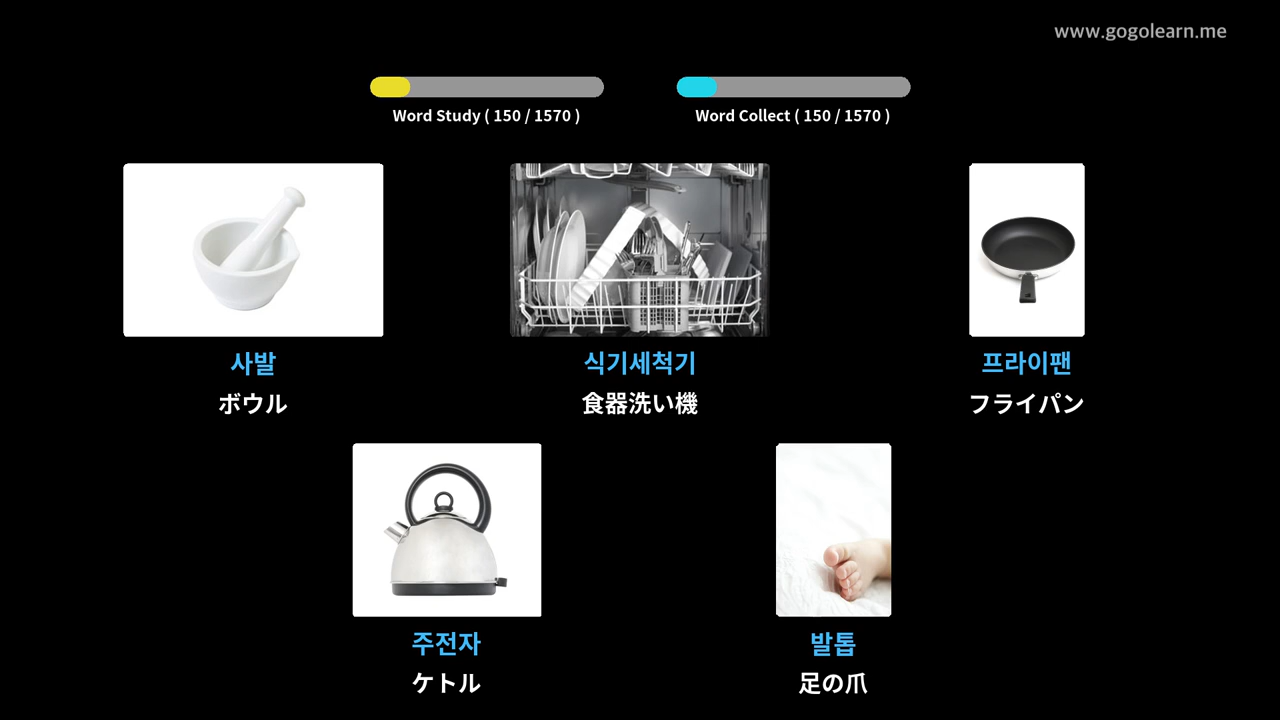 www.gogolearn.me
Word Study ( 150 / 1570 )
Word Collect ( 150 / 1570 )
사발
ボウル
식기세척기
食器洗い機
프라이팬
フライパン
주전자
ケトル
발톱
足の爪